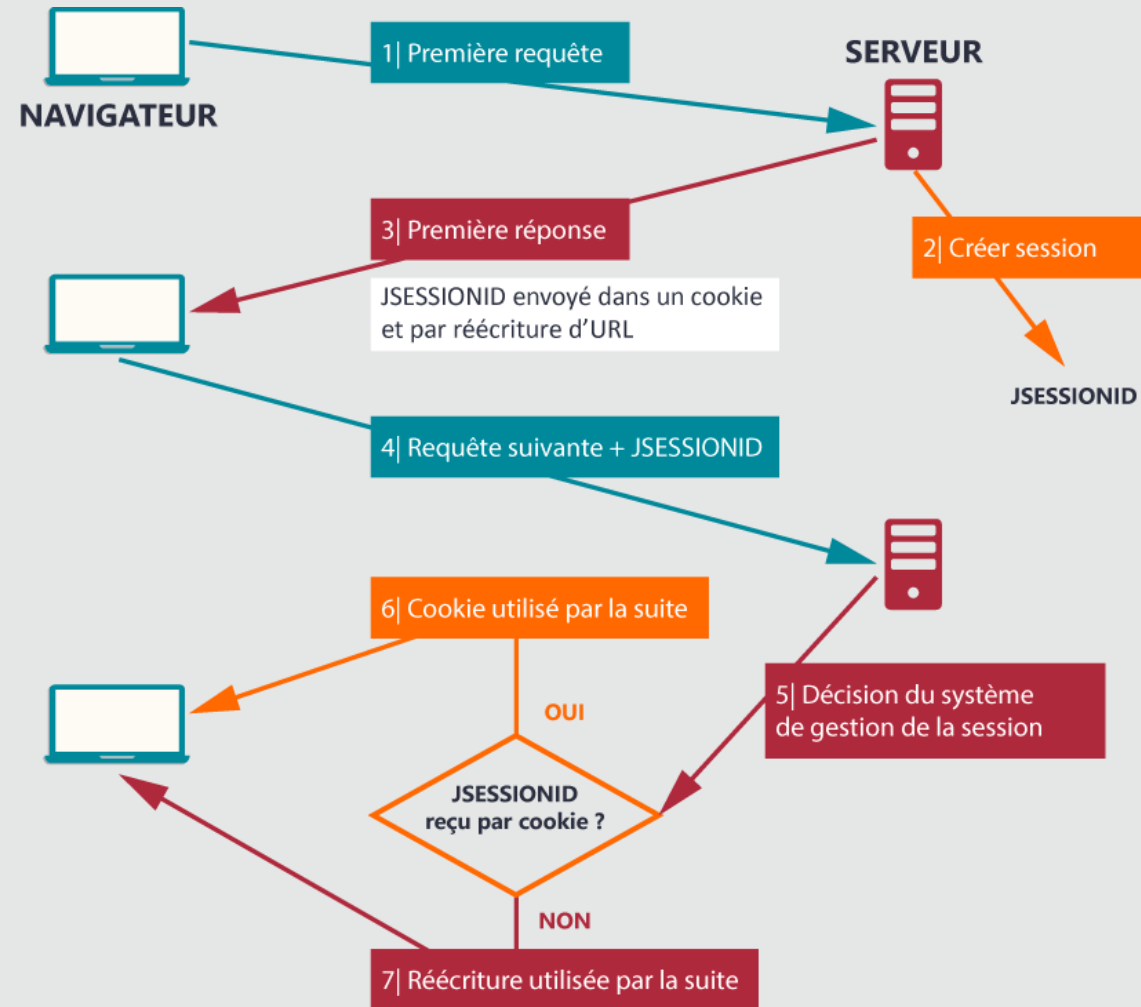 1| Première requête
SERVEUR
NAVIGATEUR
3| Première réponse
2| Créer session
JSESSIONID envoyé dans un cookie
et par réécriture d’URL
JSESSIONID
4| Requête suivante + JSESSIONID
6| Cookie utilisé par la suite
5| Décision du système
de gestion de la session
OUI
JSESSIONID
reçu par cookie ?
NON
7| Réécriture utilisée par la suite